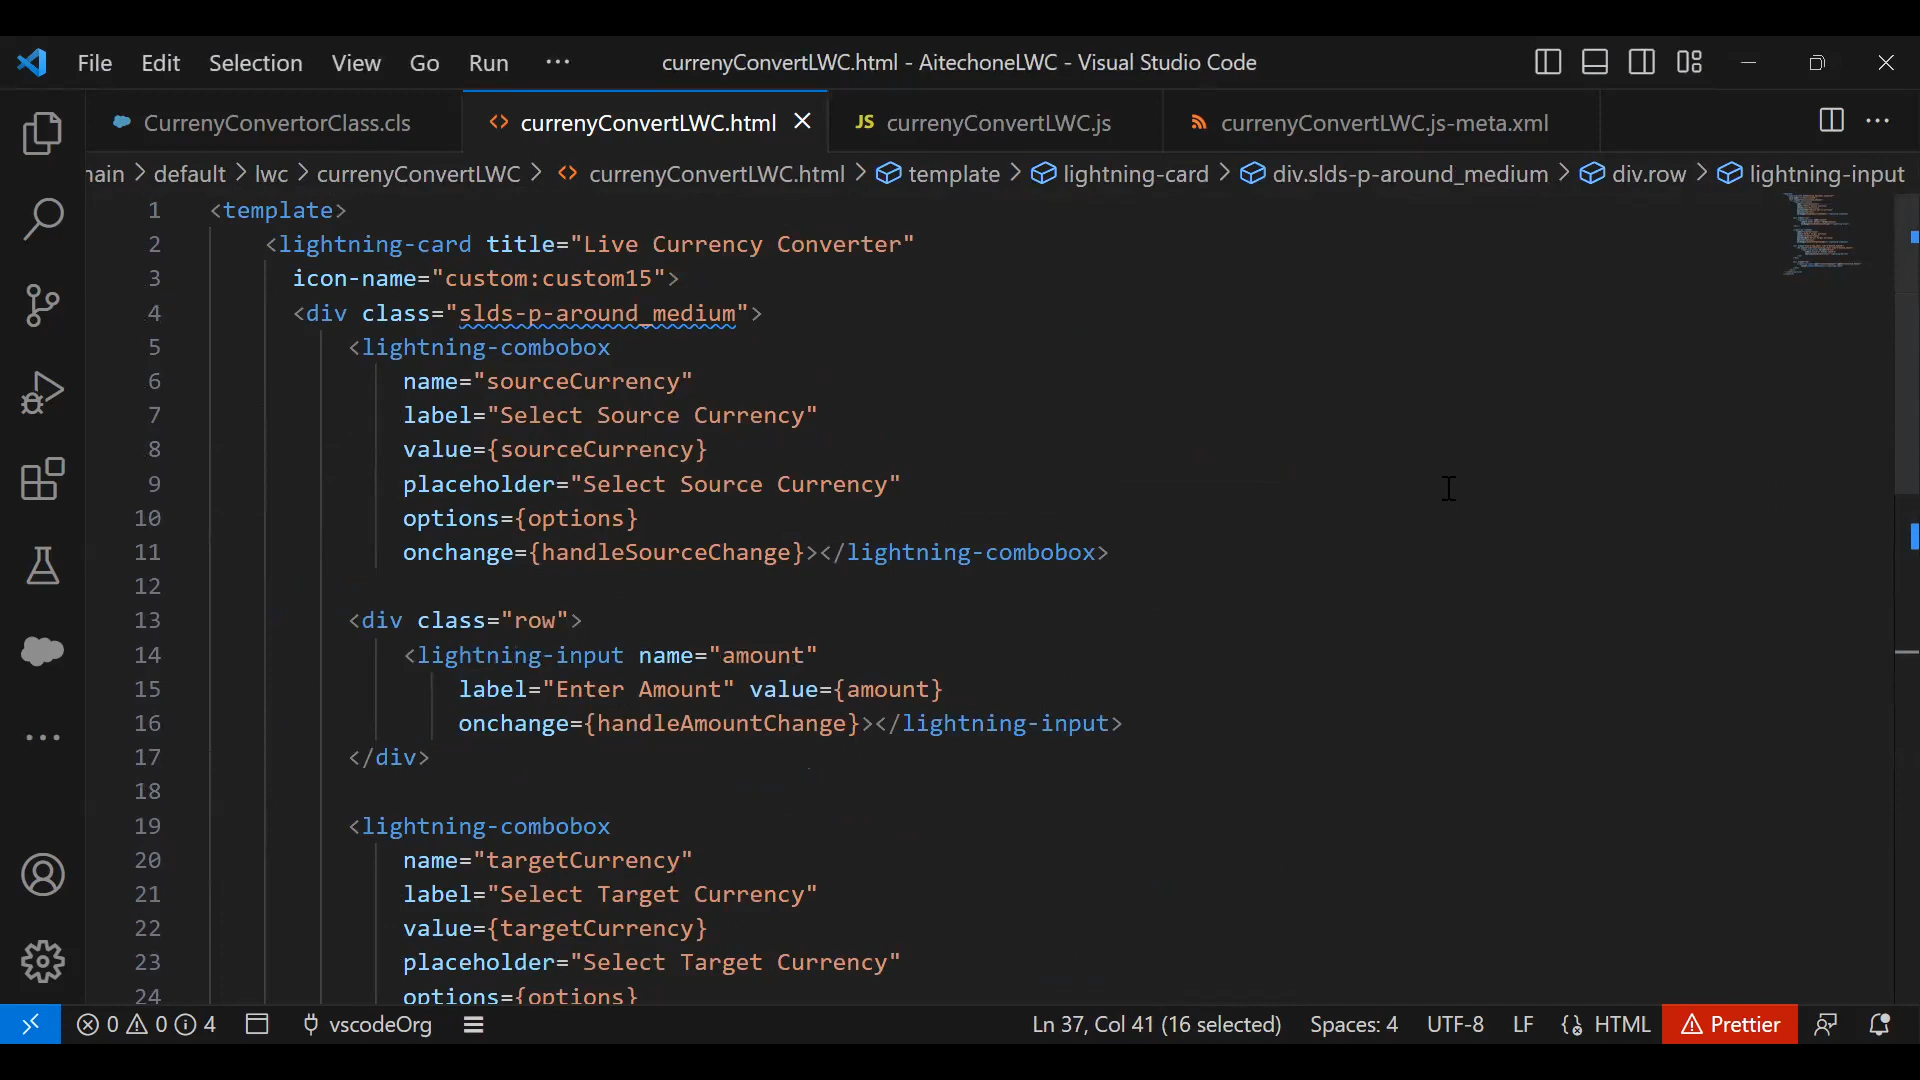 File Edit Selection View Go Run ··· currenyConvertLWC.html - AitechoneLWC - Visual Studio Code
CurrenyConvertorClass.cls currenyConvertLWC.html JS currenyConvertLWC.js currenyConvertLWC.js-meta.xml
nain > default > lwc > currenyConvertLWC > currenyConvertLWC.html > template > lightning-card > div.slds-p-around_medium > div.row > lightning-input
1 <template>
2 <lightning-card title="Live Currency Converter"
3 icon-name="custom:custom15">
4 <div class="slds-p-around_medium">
5 <lightning-combobox
6 name="sourceCurrency"
7 label="Select Source Currency"
8 value={sourceCurrency}
9 placeholder="Select Source Currency"
10 options={options}
11 onchange={handleSourceChange}></lightning-combobox>
12
13 <div class="row">
14 <lightning-input name="amount"
15 label="Enter Amount" value={amount}
16 onchange={handleAmountChange}></lightning-input>
17 </div>
18
19 <lightning-combobox
20 name="targetCurrency"
21 label="Select Target Currency"
22 value={targetCurrency}
23 placeholder="Select Target Currency"
24 options={options}
0 0 4 vscodeOrg Ln 37, Col 41 (16 selected) Spaces: 4 UTF-8 LF HTML Prettier